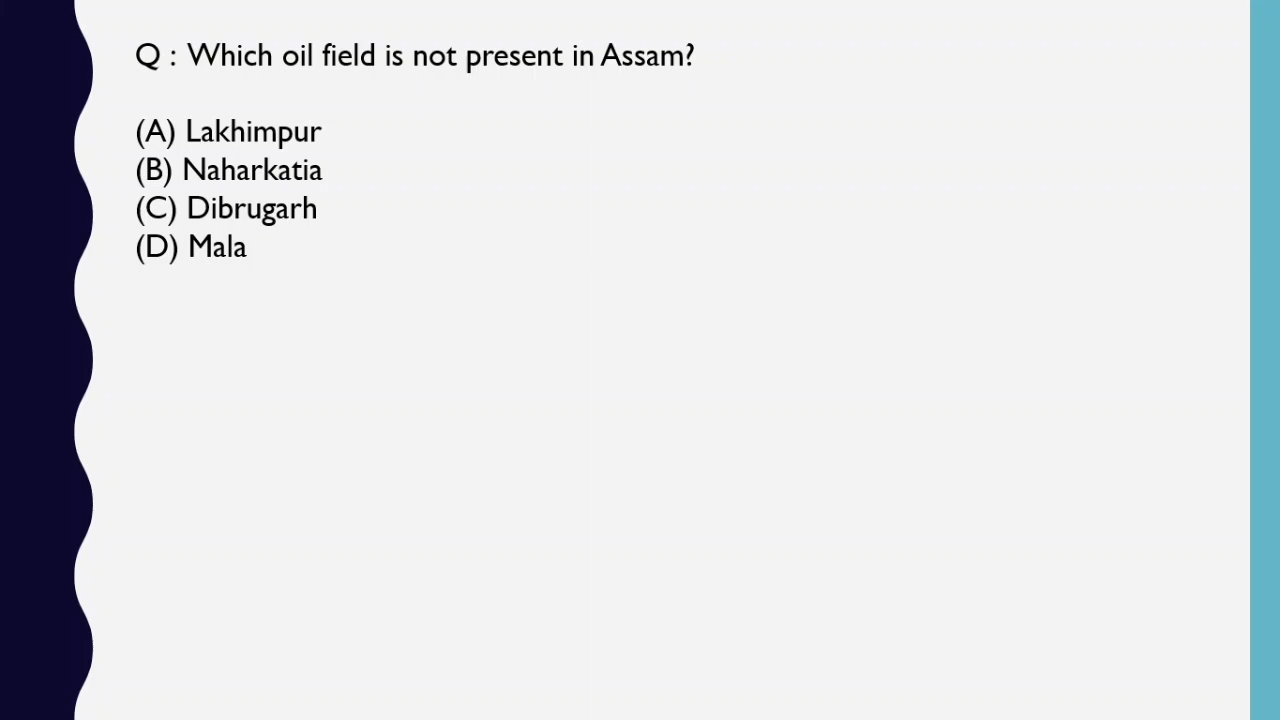 Q : Which oil field is not present in Assam?
(A) Lakhimpur
(B) Naharkatia
(C) Dibrugarh
(D) Mala